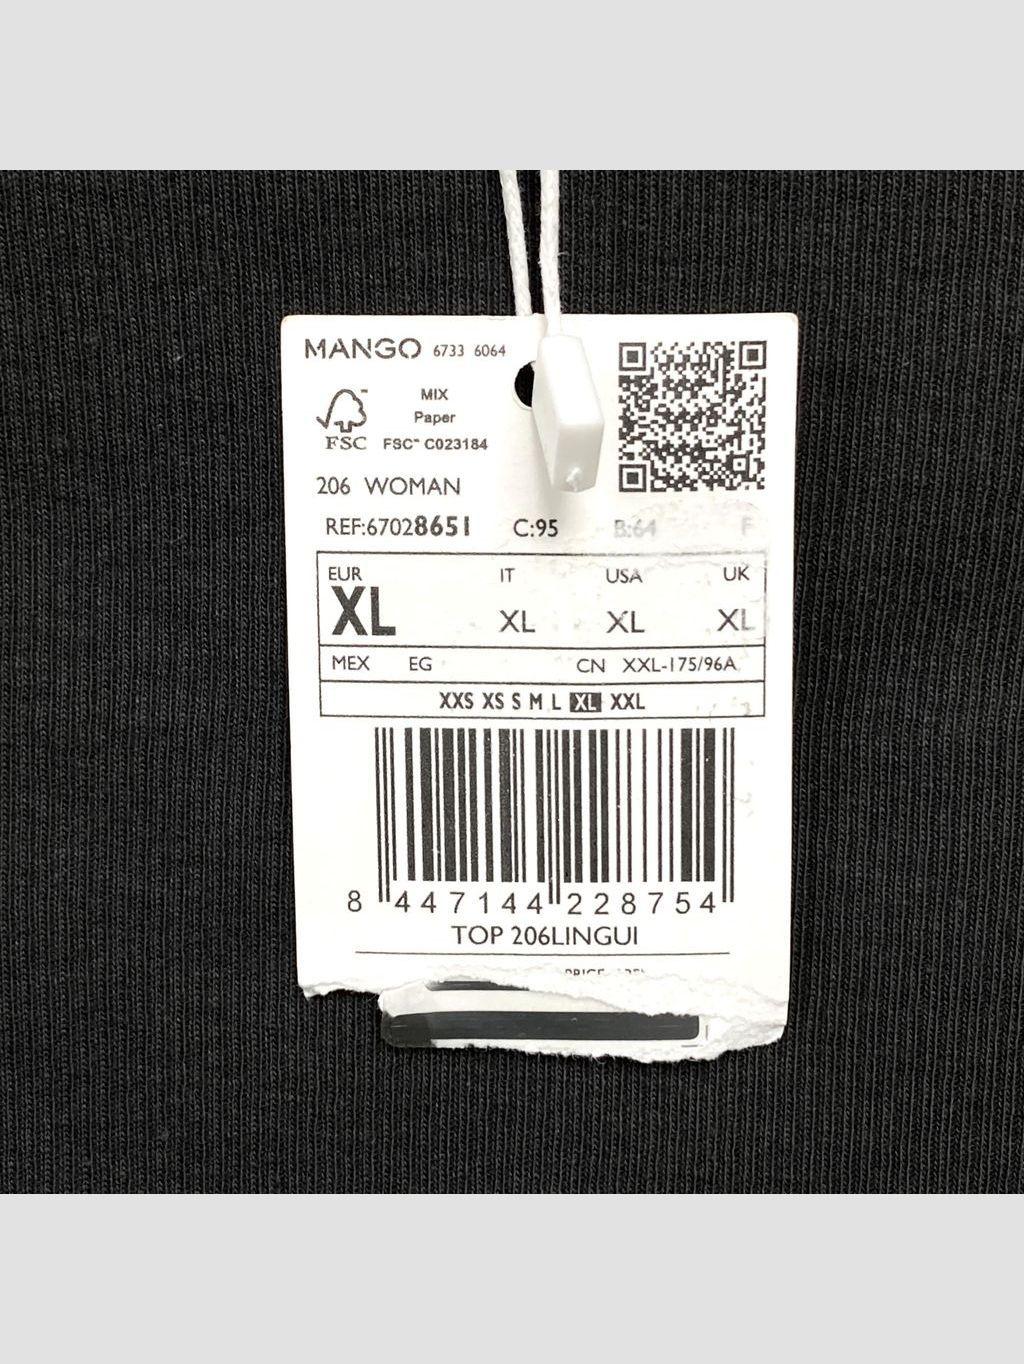 MANGO 6733 6064
MIX
Paper
FSC™ C023184
FSC
206 WOMAN
REF:67028651 C:95 B:64 F
EUR IT USA UK
XL XL XL XL
MEX EG CN XXL-175/96A
XXS XS S M L XL XXL
8 447144 228754
TOP 206LINGUI